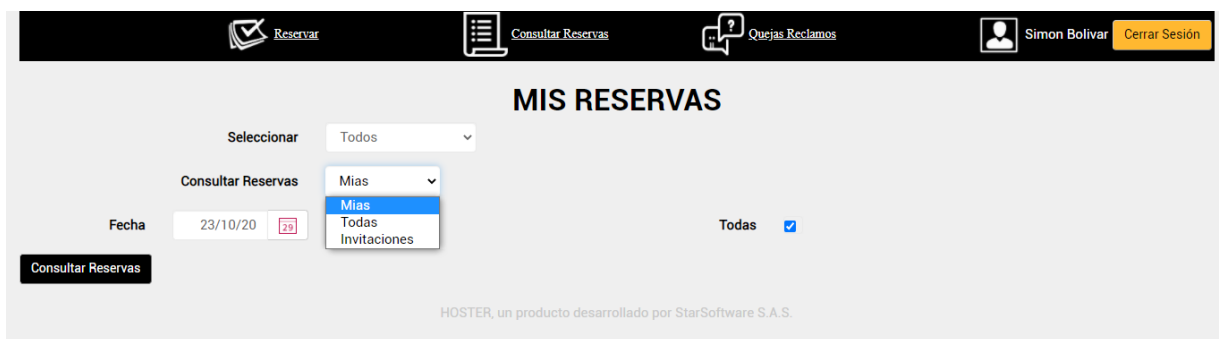 Reservar Consultar Reservas Quejas Reclamos Simon Bolivar Cerrar Sesión
MIS RESERVAS
Seleccionar Todos
Consultar Reservas Mias
Mias
Todas
Invitaciones
Fecha 23/10/20 29 Todas
Consultar Reservas
HOSTER, un producto desarrollado por StarSoftware S.A.S.